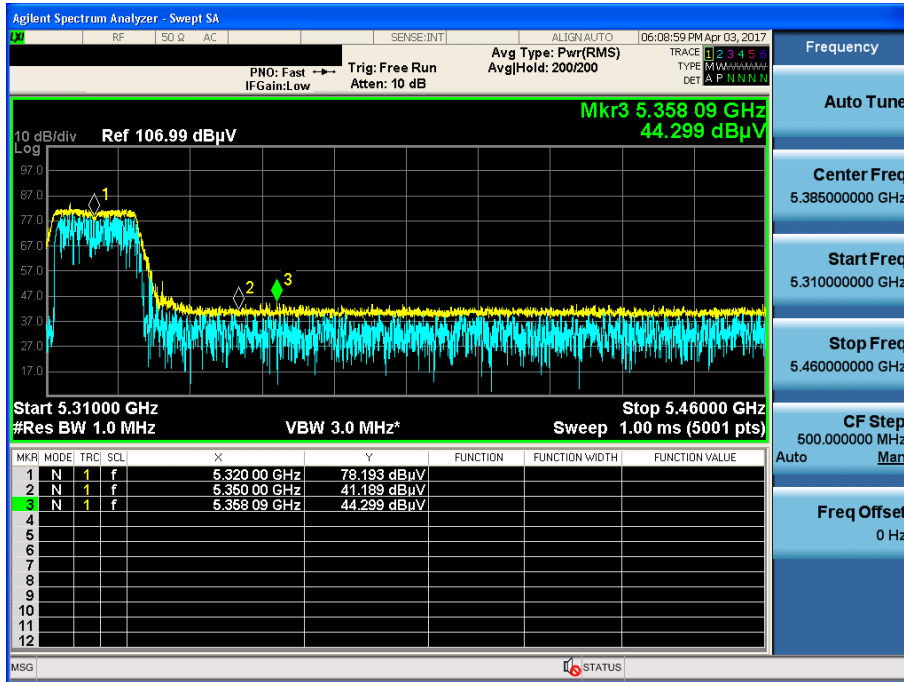 Agilent Spectrum Analyzer - Swept SA
LXI RF 50 Ω AC SENSE:INT ALIGN AUTO 06:08:59 PM Apr 03, 2017
Frequency
PNO: Fast
IFGain:Low
Trig: Free Run
Atten: 10 dB
Avg Type: Pwr(RMS)
Avg|Hold: 200/200
TRACE 1 2 3 4 5 6
TYPE M WWWWW
DET A P N N N N
Auto Tune
Mkr3 5.358 09 GHz
44.299 dBµV
10 dB/div Ref 106.99 dBµV
Log
97.0
87.0
77.0
67.0
57.0
47.0
37.0
27.0
17.0
1
2
3
Center Freq
5.385000000 GHz
Start Freq
5.310000000 GHz
Stop Freq
5.460000000 GHz
Start 5.31000 GHz Stop 5.46000 GHz
#Res BW 1.0 MHz VBW 3.0 MHz* Sweep 1.00 ms (5001 pts)
CF Step
500.000000 MHz
Auto Man
MKR MODE TRC SCL X Y FUNCTION FUNCTION WIDTH FUNCTION VALUE
1 N 1 f 5.320 00 GHz 78.193 dBµV
2 N 1 f 5.350 00 GHz 41.189 dBµV
3 N 1 f 5.358 09 GHz 44.299 dBµV
4
5
6
7
8
9
10
11
12
Freq Offset
0 Hz
MSG STATUS